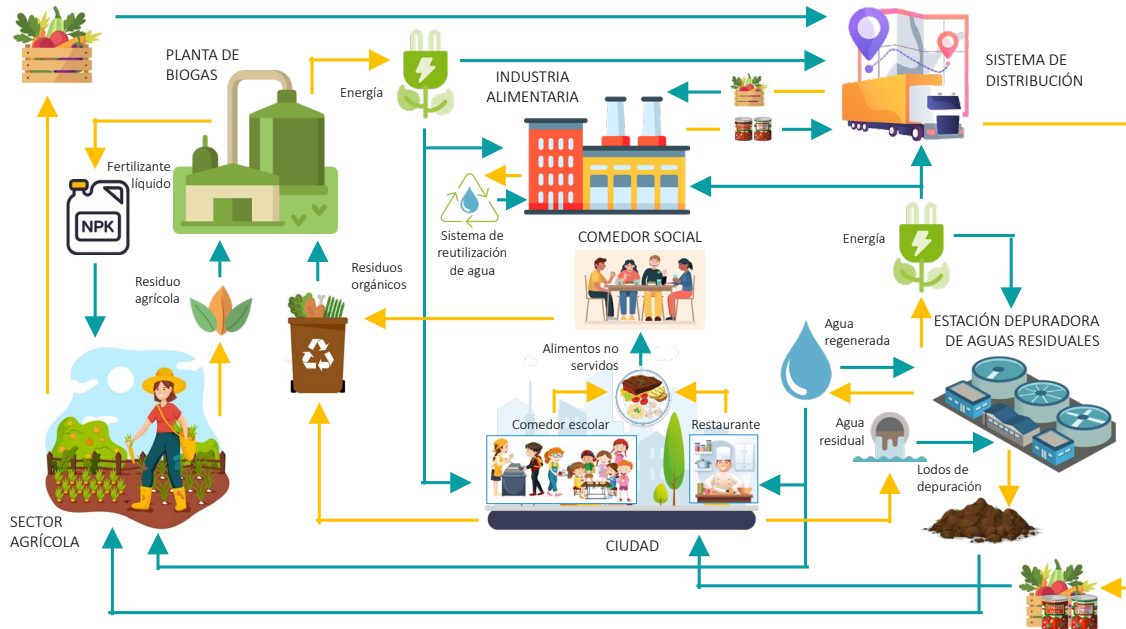 PLANTA DE
BIOGAS
Energía
INDUSTRIA
ALIMENTARIA
SISTEMA DE
DISTRIBUCIÓN
Fertilizante
líquido
NPK
Sistema de
reutilización
de agua
COMEDOR SOCIAL
Energía
Residuo
agrícola
Residuos
orgánicos
Agua
regenerada
ESTACIÓN DEPURADORA
DE AGUAS RESIDUALES
Alimentos no
servidos
Comedor escolar
Restaurante
Agua
residual
Lodos de
depuración
SECTOR
AGRÍCOLA
CIUDAD